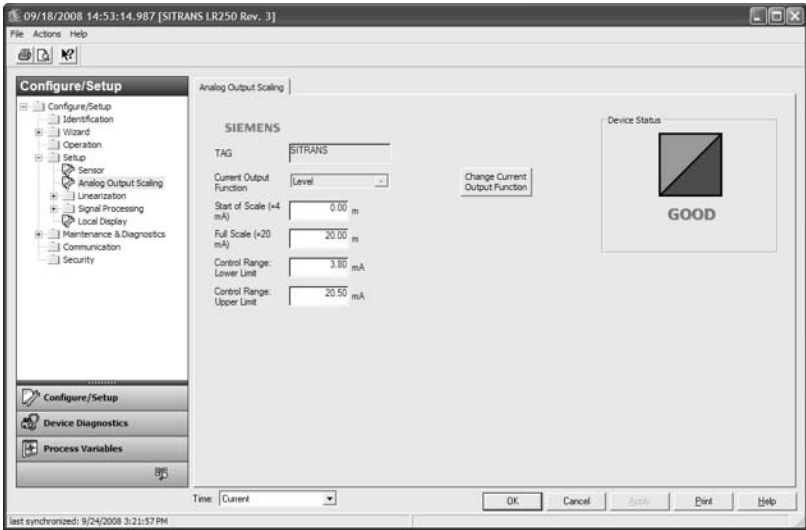 09/18/2008 14:53:14.987 [SITRANS LR250 Rev. 3]
File Actions Help
Configure/Setup
Configure/Setup
Identification
Wizard
Operation
Setup
Sensor
Analog Output Scaling
Linearization
Signal Processing
Local Display
Maintenance & Diagnostics
Communication
Security
Configure/Setup
Device Diagnostics
Process Variables
Analog Output Scaling
SIEMENS
TAG SITRANS
Current Output
Function
Level
Change Current
Output Function
Start of Scale (=4
mA)
0.00 m
Full Scale (=20
mA)
20.00 m
Control Range:
Lower Limit
3.80 mA
Control Range:
Upper Limit
20.50 mA
Device Status
GOOD
Time: Current
OK Cancel Apply Print Help
last synchronized: 9/24/2008 3:21:57 PM